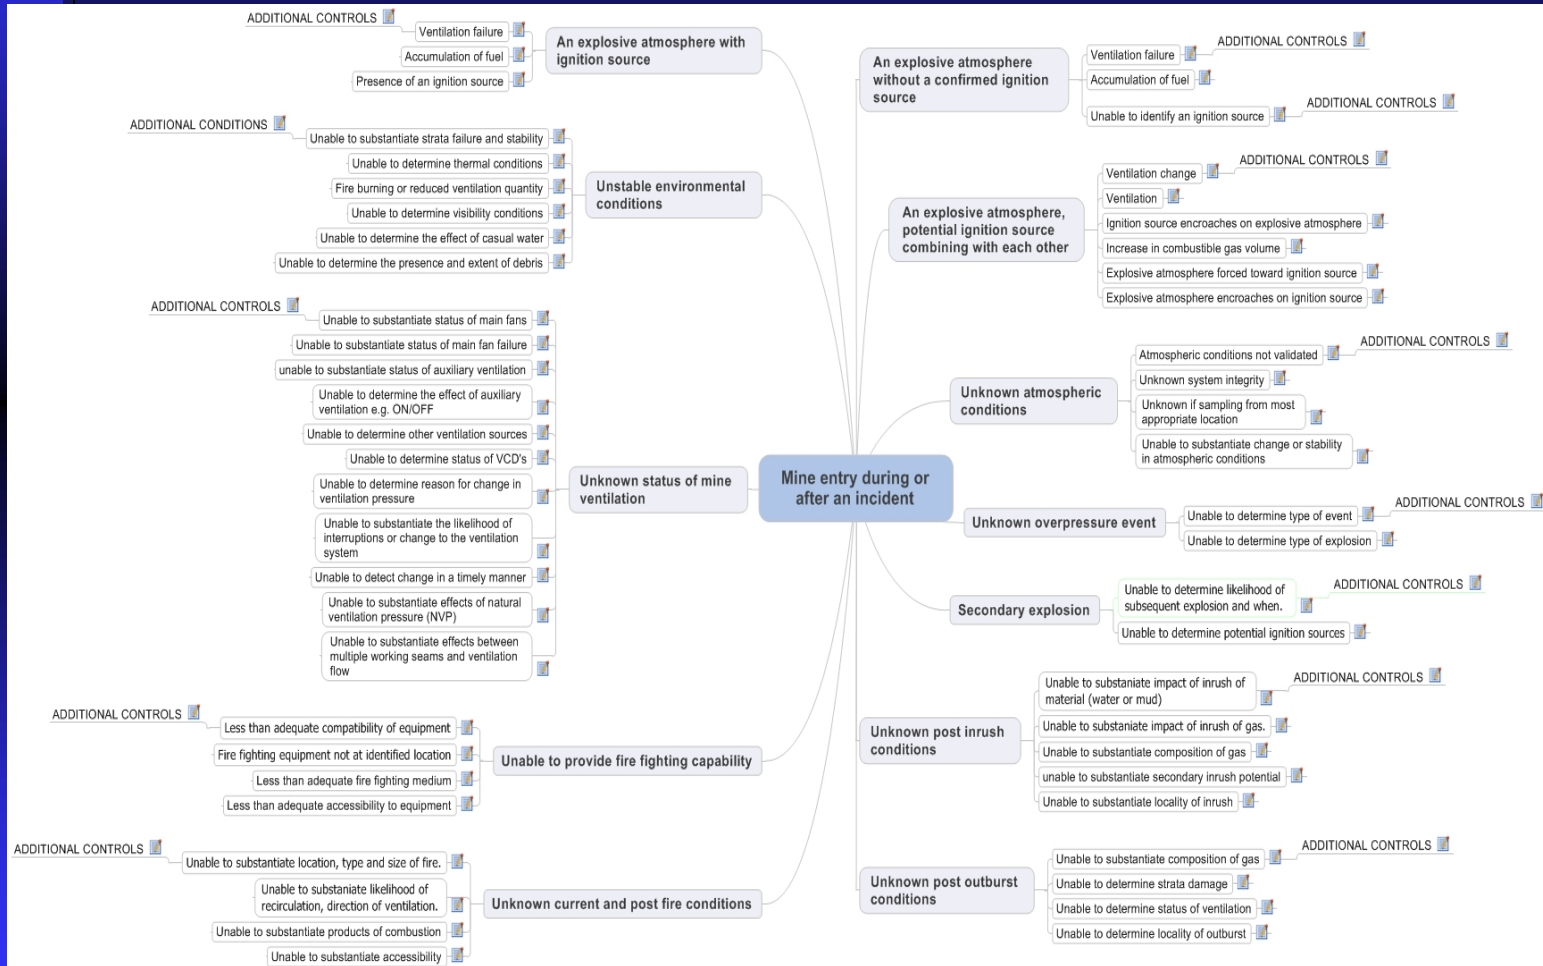 ADDITIONAL CONTROLS
Ventilation failure
Accumulation of fuel
Presence of an ignition source
An explosive atmosphere with
ignition source
ADDITIONAL CONDITIONS
Unable to substantiate strata failure and stability
Unable to determine thermal conditions
Fire burning or reduced ventilation quantity
Unable to determine visibility conditions
Unable to determine the effect of casual water
Unable to determine the presence and extent of debris
Unstable environmental
conditions
ADDITIONAL CONTROLS
Unable to substantiate status of main fans
Unable to substantiate status of main fan failure
unable to substantiate status of auxiliary ventilation
Unable to determine the effect of auxiliary
ventilation e.g. ON/OFF
Unable to determine other ventilation sources
Unable to determine status of VCD's
Unable to determine reason for change in
ventilation pressure
Unable to substantiate the likelihood of
interruptions or change to the ventilation
system
Unable to detect change in a timely manner
Unable to substantiate effects of natural
ventilation pressure (NVP)
Unable to substantiate effects between
multiple working seams and ventilation
flow
Unknown status of mine
ventilation
ADDITIONAL CONTROLS
Less than adequate compatibility of equipment
Fire fighting equipment not at identified location
Less than adequate fire fighting medium
Less than adequate accessibility to equipment
Unable to provide fire fighting capability
ADDITIONAL CONTROLS
Unable to substantiate location, type and size of fire.
Unable to substaniate likelihood of
recirculation, direction of ventilation.
Unable to substantiate products of combustion
Unable to substantiate accessibility
Unknown current and post fire conditions
Mine entry during or
after an incident
An explosive atmosphere
without a confirmed ignition
source
Ventilation failure
ADDITIONAL CONTROLS
Accumulation of fuel
Unable to identify an ignition source
ADDITIONAL CONTROLS
An explosive atmosphere,
potential ignition source
combining with each other
Ventilation change
ADDITIONAL CONTROLS
Ventilation
Ignition source encroaches on explosive atmosphere
Increase in combustible gas volume
Explosive atmosphere forced toward ignition source
Explosive atmosphere encroaches on ignition source
Unknown atmospheric
conditions
Atmospheric conditions not validated
ADDITIONAL CONTROLS
Unknown system integrity
Unknown if sampling from most
appropriate location
Unable to substantiate change or stability
in atmospheric conditions
Unknown overpressure event
Unable to determine type of event
ADDITIONAL CONTROLS
Unable to determine type of explosion
Secondary explosion
Unable to determine likelihood of
subsequent explosion and when.
ADDITIONAL CONTROLS
Unable to determine potential ignition sources
Unknown post inrush
conditions
Unable to substaniate impact of inrush of
material (water or mud)
ADDITIONAL CONTROLS
Unable to substaniate impact of inrush of gas.
Unable to substantiate composition of gas
unable to substantiate secondary inrush potential
Unable to substantiate locality of inrush
Unknown post outburst
conditions
Unable to substantiate composition of gas
ADDITIONAL CONTROLS
Unable to determine strata damage
Unable to determine status of ventilation
Unable to determine locality of outburst